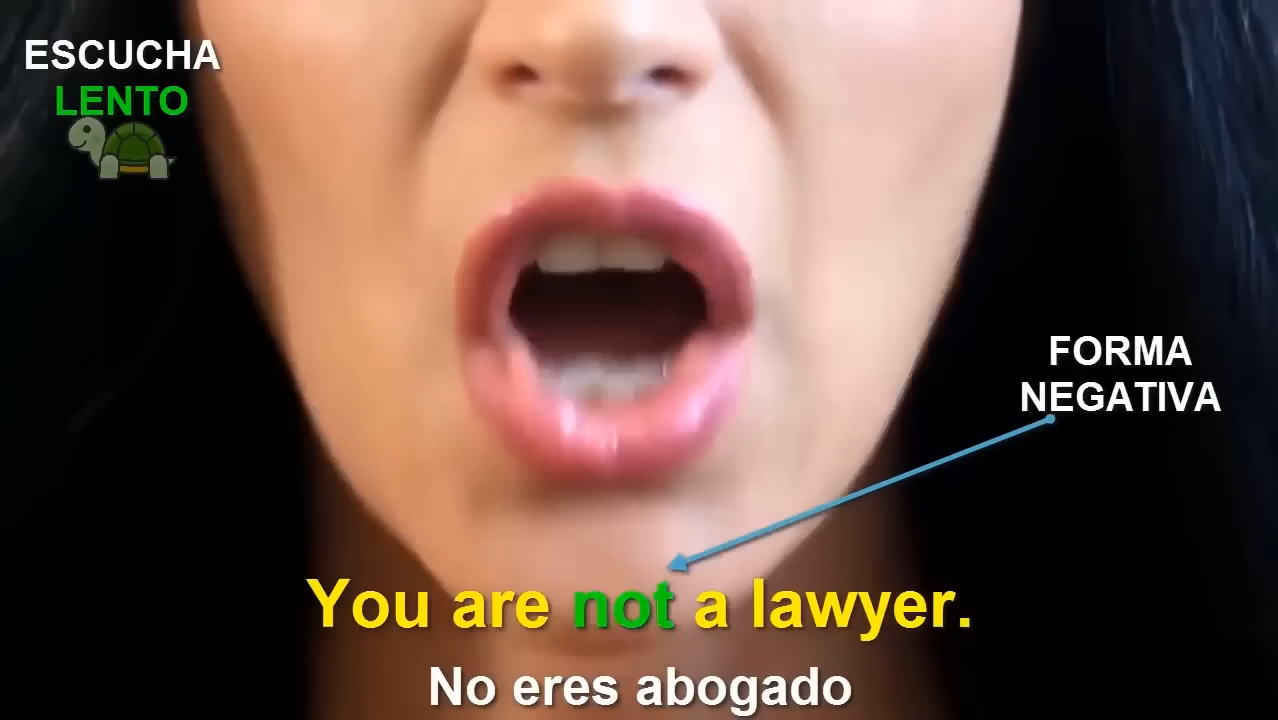 ESCUCHA
LENTO
FORMA
NEGATIVA
You are not a lawyer.
No eres abogado